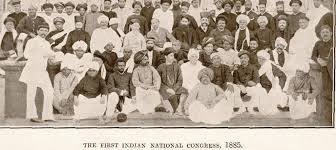 THE FIRST INDIAN NATIONAL CONGRESS, 1885.